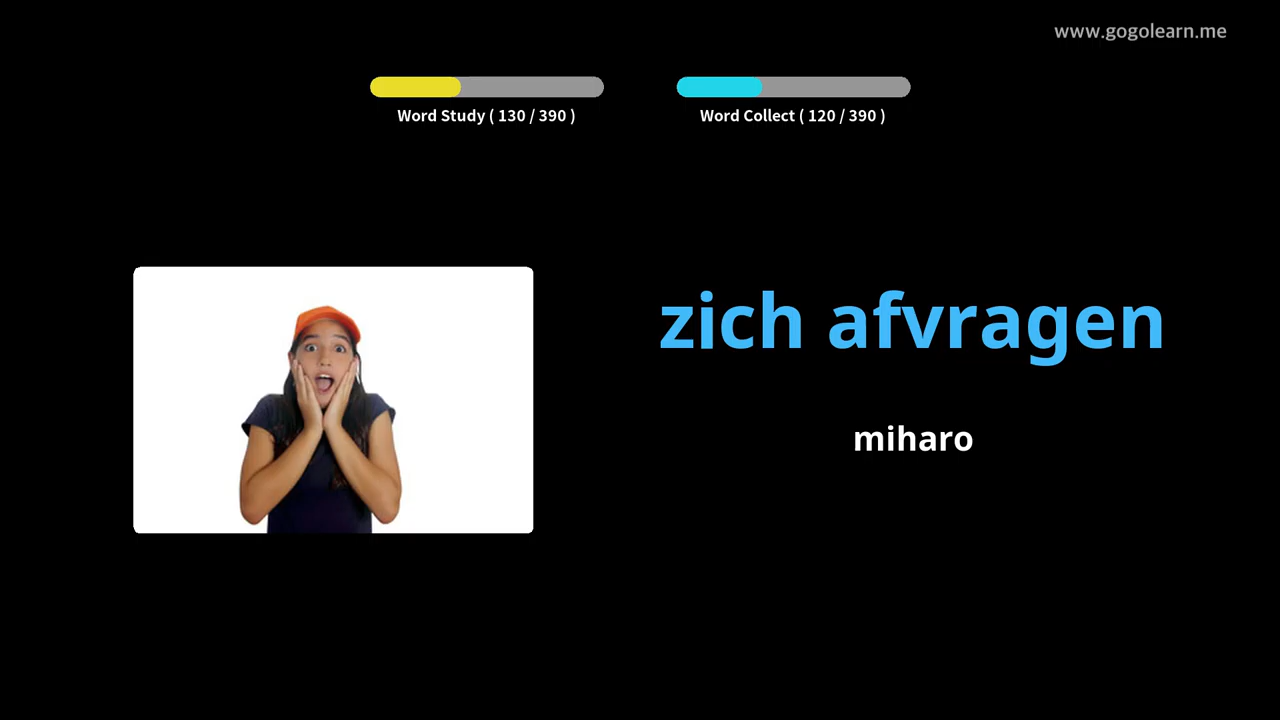 www.gogolearn.me
Word Study ( 130 / 390 )
Word Collect ( 120 / 390 )
zich afvragen
miharo